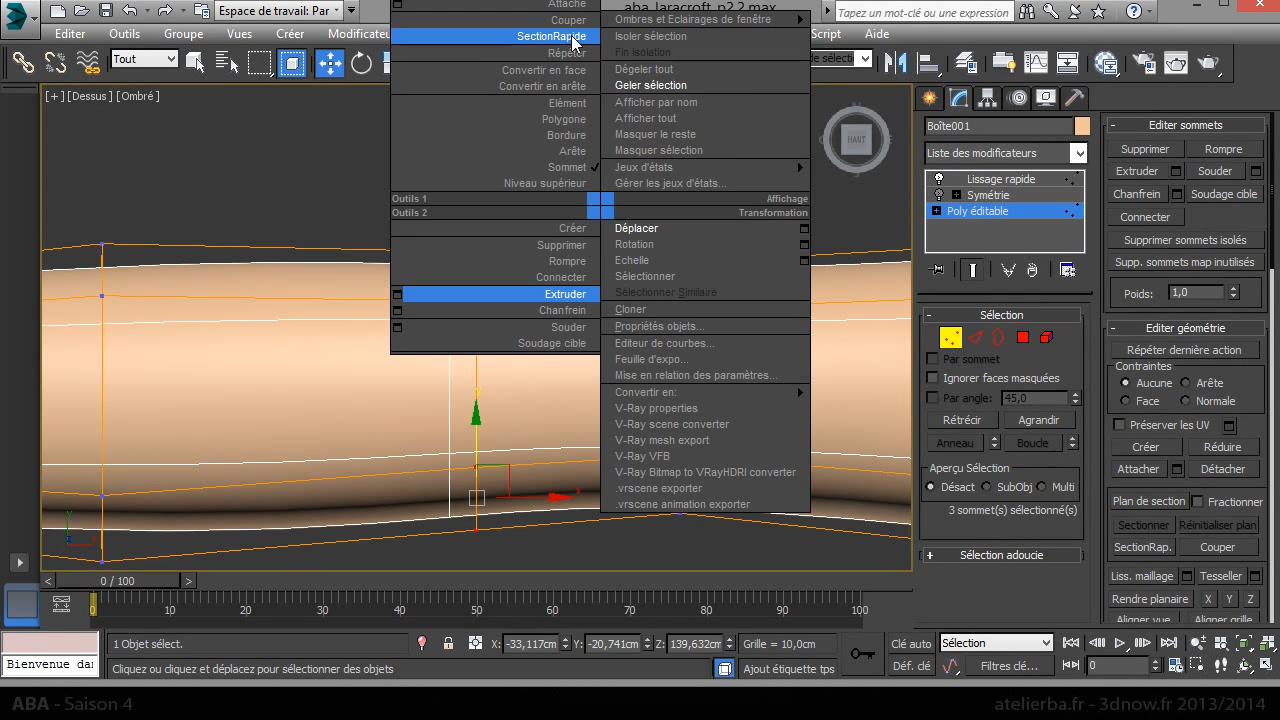 aba_laracroft_p2.2.max
Espace de travail: Par
Tapez un mot-clé ou une expression
Editer
Outils
Groupe
Vues
Créer
Modificateu
Script
Aide
Tout
de sélecti
[+] [Dessus] [Ombré]
HAUT
Attache
Couper
SectionRapide
Répéter
Convertir en face
Convertir en arête
Elément
Polygone
Bordure
Arête
Sommet
Niveau supérieur
Outils 1
Outils 2
Créer
Supprimer
Rompre
Connecter
Extruder
Chanfrein
Souder
Soudage cible
Ombres et Eclairages de fenêtre
Isoler sélection
Fin isolation
Dégeler tout
Geler sélection
Afficher par nom
Afficher tout
Masquer le reste
Masquer sélection
Jeux d'états
Gérer les jeux d'états...
Affichage
Transformation
Déplacer
Rotation
Echelle
Sélectionner
Sélectionner Similaire
Cloner
Propriétés objets...
Editeur de courbes...
Feuille d'expo...
Mise en relation des paramètres...
Convertir en:
V-Ray properties
V-Ray scene converter
V-Ray mesh export
V-Ray VFB
V-Ray Bitmap to VRayHDRI converter
.vrscene exporter
.vrscene animation exporter
Boîte001
Liste des modificateurs
Lissage rapide
Symétrie
Poly éditable
Sélection
Par sommet
Ignorer faces masquées
Par angle: 45,0
Rétrécir
Agrandir
Anneau
Boucle
Aperçu Sélection
Désact
SubObj
Multi
3 sommet(s) sélectionné(s)
Sélection adoucie
Editer sommets
Supprimer
Rompre
Extruder
Souder
Chanfrein
Soudage cible
Connecter
Supprimer sommets isolés
Supp. sommets map inutilisés
Poids: 1,0
Editer géométrie
Répéter dernière action
Contraintes
Aucune
Arête
Face
Normale
Préserver les UV
Créer
Réduire
Attacher
Détacher
Plan de section
Fractionner
Sectionner
Réinitialiser plan
SectionRap.
Couper
Liss. maillage
Tesseller
Rendre planaire
X
Y
Z
Aligner vue
Aligner grille
0 / 100
0 10 20 30 40 50 60 70 80 90 100
1 Objet sélect.
X: -33,117cm
Y: -20,741cm
Z: 139,632cm
Grille = 10,0cm
Clé auto
Sélection
Bienvenue da
Cliquez ou cliquez et déplacez pour sélectionner des objets
Ajout étiquette tps
Déf. clé
Filtres clé...
0
ABA - Saison 4
atelierba.fr - 3dnow.fr 2013/2014